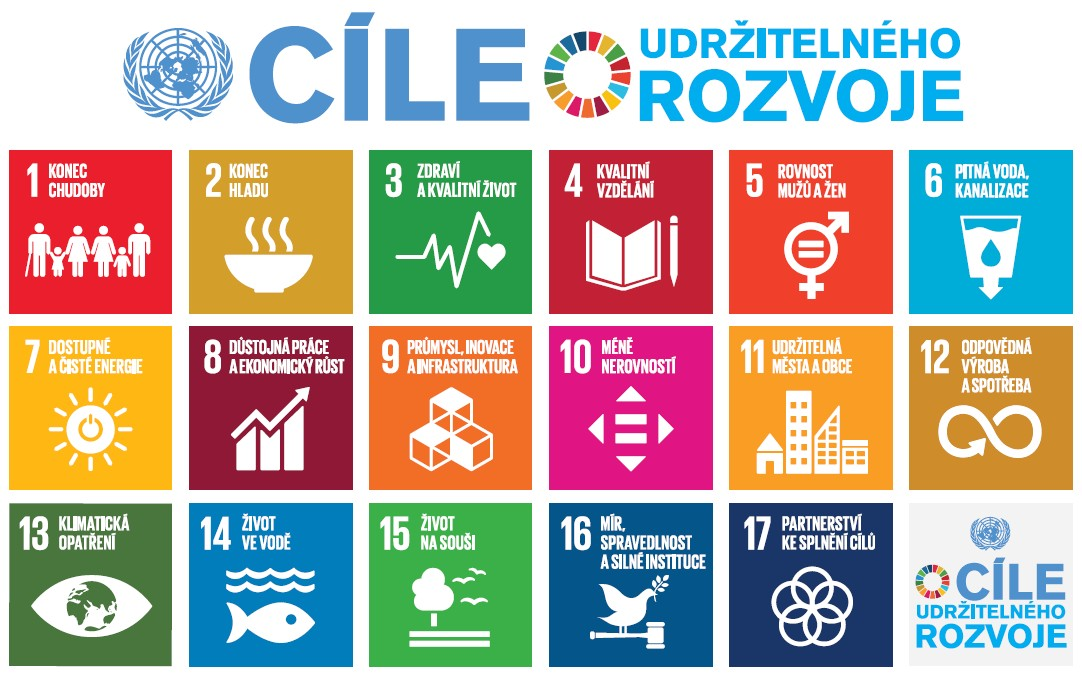 CÍLE UDRŽITELNÉHO
ROZVOJE
1 KONEC
CHUDOBY
2 KONEC
HLADU
3 ZDRAVÍ
A KVALITNÍ ŽIVOT
4 KVALITNÍ
VZDĚLÁNÍ
5 ROVNOST
MUŽŮ A ŽEN
6 PITNÁ VODA,
KANALIZACE
7 DOSTUPNÉ
A ČISTÉ ENERGIE
8 DŮSTOJNÁ PRÁCE
A EKONOMICKÝ RŮST
9 PRŮMYSL, INOVACE
A INFRASTRUKTURA
10 MÉNĚ
NEROVNOSTÍ
11 UDRŽITELNÁ
MĚSTA A OBCE
12 ODPOVĚDNÁ
VÝROBA
A SPOTŘEBA
13 KLIMATICKÁ
OPATŘENÍ
14 ŽIVOT
VE VODĚ
15 ŽIVOT
NA SOUŠI
16 MÍR,
SPRAVEDLNOST
A SILNÉ INSTITUCE
17 PARTNERSTVÍ
KE SPLNĚNÍ CÍLŮ
CÍLE
UDRŽITELNÉHO
ROZVOJE